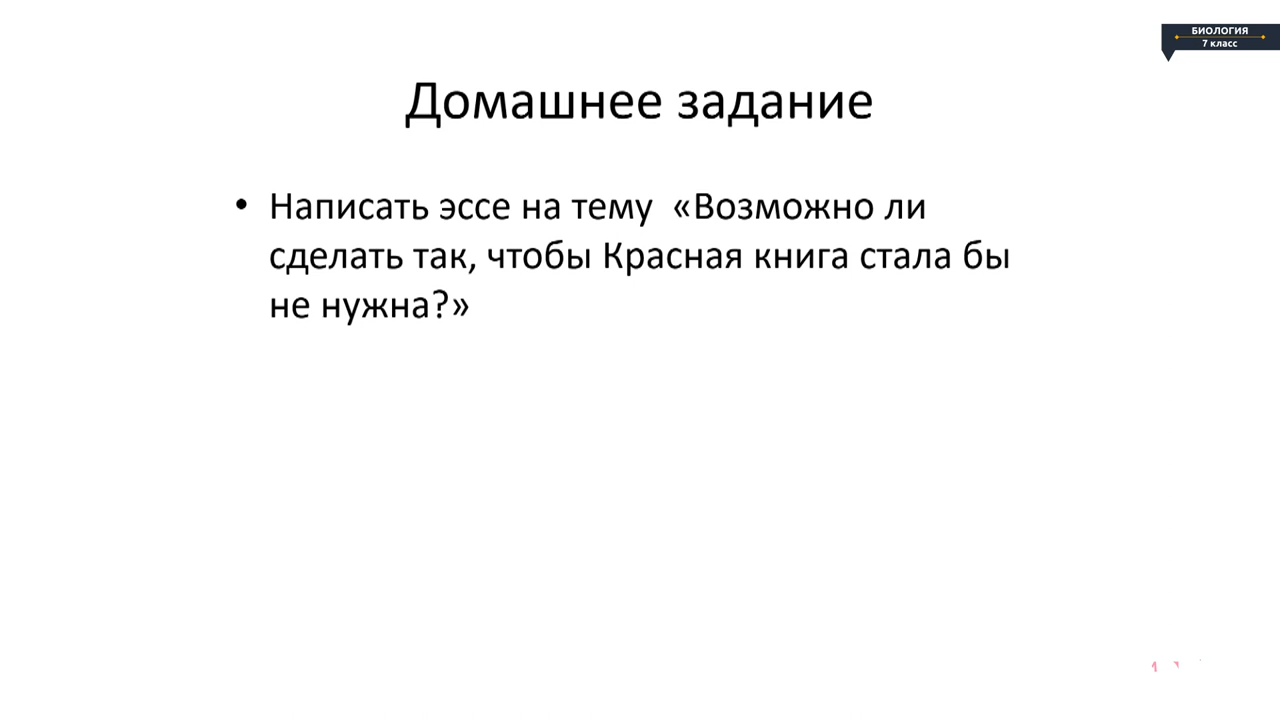 БИОЛОГИЯ
7 класс
Домашнее задание
• Написать эссе на тему «Возможно ли
сделать так, чтобы Красная книга стала бы
не нужна?»